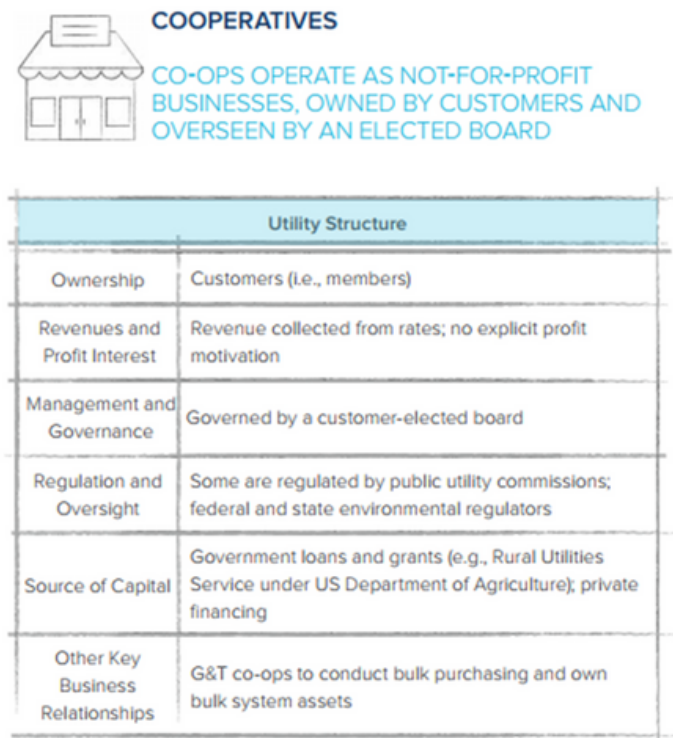 COOPERATIVES
CO-OPS OPERATE AS NOT-FOR-PROFIT
BUSINESSES, OWNED BY CUSTOMERS AND
OVERSEEN BY AN ELECTED BOARD
Utility Structure
Ownership
Customers (i.e., members)
Revenues and
Profit Interest
Revenue collected from rates; no explicit profit
motivation
Management and
Governance
Governed by a customer-elected board
Regulation and
Oversight
Some are regulated by public utility commissions;
federal and state environmental regulators
Source of Capital
Government loans and grants (e.g., Rural Utilities
Service under US Department of Agriculture); private
financing
Other Key
Business
Relationships
G&T co-ops to conduct bulk purchasing and own
bulk system assets